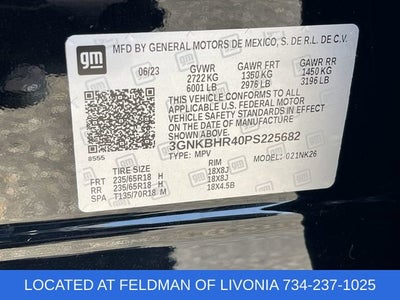 gm
MFD BY GENERAL MOTORS DE MEXICO, S. DE R.L. DE C.V.
06/23 GVWR GAWR FRT GAWR RR
2722 KG 1350 KG 1450 KG
6001 LB 2976 LB 3196 LB
THIS VEHICLE CONFORMS TO ALL APPLICABLE U.S.
FEDERAL MOTOR VEHICLE SAFETY, BUMPER, AND
THEFT PREVENTION STANDARDS IN EFFECT ON THE
DATE OF MANUFACTURE SHOWN ABOVE.
3GNKBHR40PS225682
8555 TYPE: MPV MODEL: 021NK26
TIRE SIZE RIM
FRT 235/65R18 H 18X8J
RR 235/65R18 H 18X8J
SPA T135/70R18 M 18X4.5B
LOCATED AT FELDMAN OF LIVONIA 734-237-1025